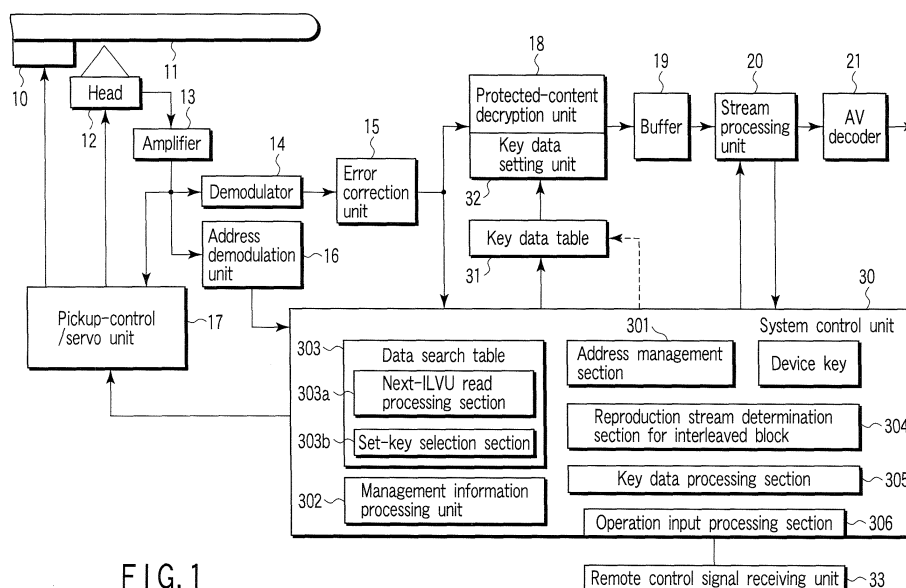 18
19
20
21
11
10
Head
12
13
Amplifier
14
Demodulator
15
Error
correction
unit
Protected-content
decryption unit
Key data
setting unit
32
Buffer
Stream
processing
unit
AV
decoder
Address
demodulation
unit
16
Key data table
31
Pickup-control
/servo unit
17
30
System control unit
303
Data search table
303a
Next-ILVU read
processing section
303b
Set-key selection section
302
Management information
processing unit
301
Address management
section
Device key
Reproduction stream determination
section for interleaved block
304
Key data processing section
305
Operation input processing section
306
Remote control signal receiving unit
33
FIG. 1